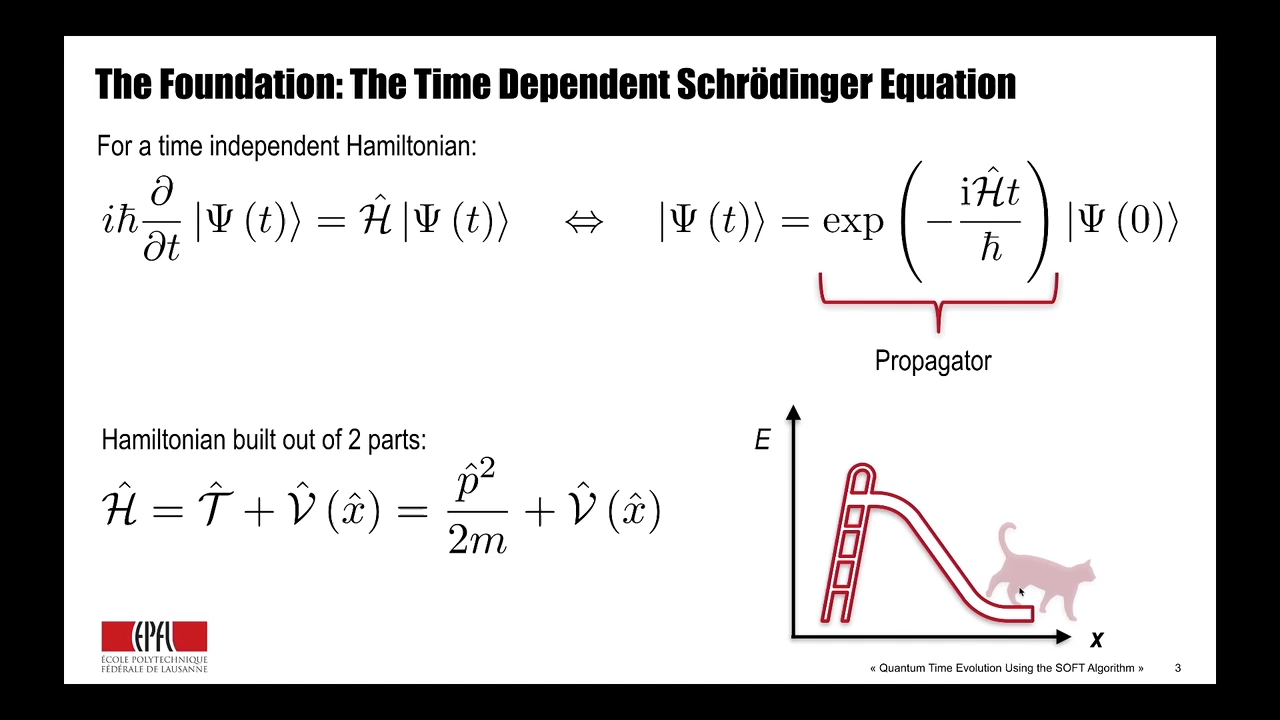 The Foundation: The Time Dependent Schrödinger Equation
For a time independent Hamiltonian:
iħ ∂/∂t |Ψ (t)⟩ = Ĥ |Ψ (t)⟩ ⇔ |Ψ (t)⟩ = exp (− iĤt/ħ) |Ψ (0)⟩
Propagator
Hamiltonian built out of 2 parts:
Ĥ = T̂ + V̂ (x̂) = p̂²/2m + V̂ (x̂)
E
x
EPFL
ÉCOLE POLYTECHNIQUE
FÉDÉRALE DE LAUSANNE
« Quantum Time Evolution Using the SOFT Algorithm » 3